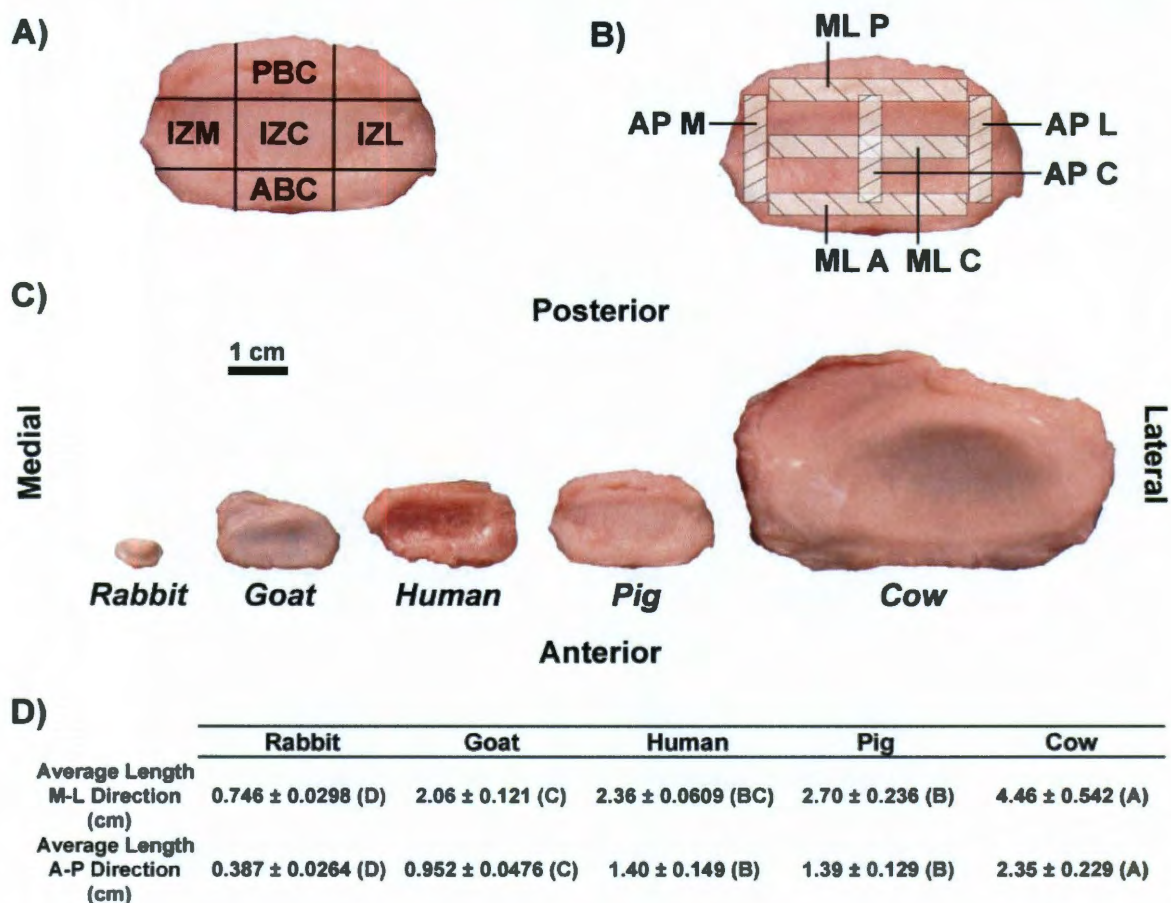 A)
PBC
IZM IZC IZL
ABC
B)
ML P
AP M
AP L
AP C
ML A ML C
C)
Posterior
1 cm
Medial
Lateral
Rabbit Goat Human Pig Cow
Anterior
D)
Rabbit Goat Human Pig Cow
Average Length
M-L Direction 0.746 ± 0.0298 (D) 2.06 ± 0.121 (C) 2.36 ± 0.0609 (BC) 2.70 ± 0.236 (B) 4.46 ± 0.542 (A)
(cm)
Average Length
A-P Direction 0.387 ± 0.0264 (D) 0.952 ± 0.0476 (C) 1.40 ± 0.149 (B) 1.39 ± 0.129 (B) 2.35 ± 0.229 (A)
(cm)